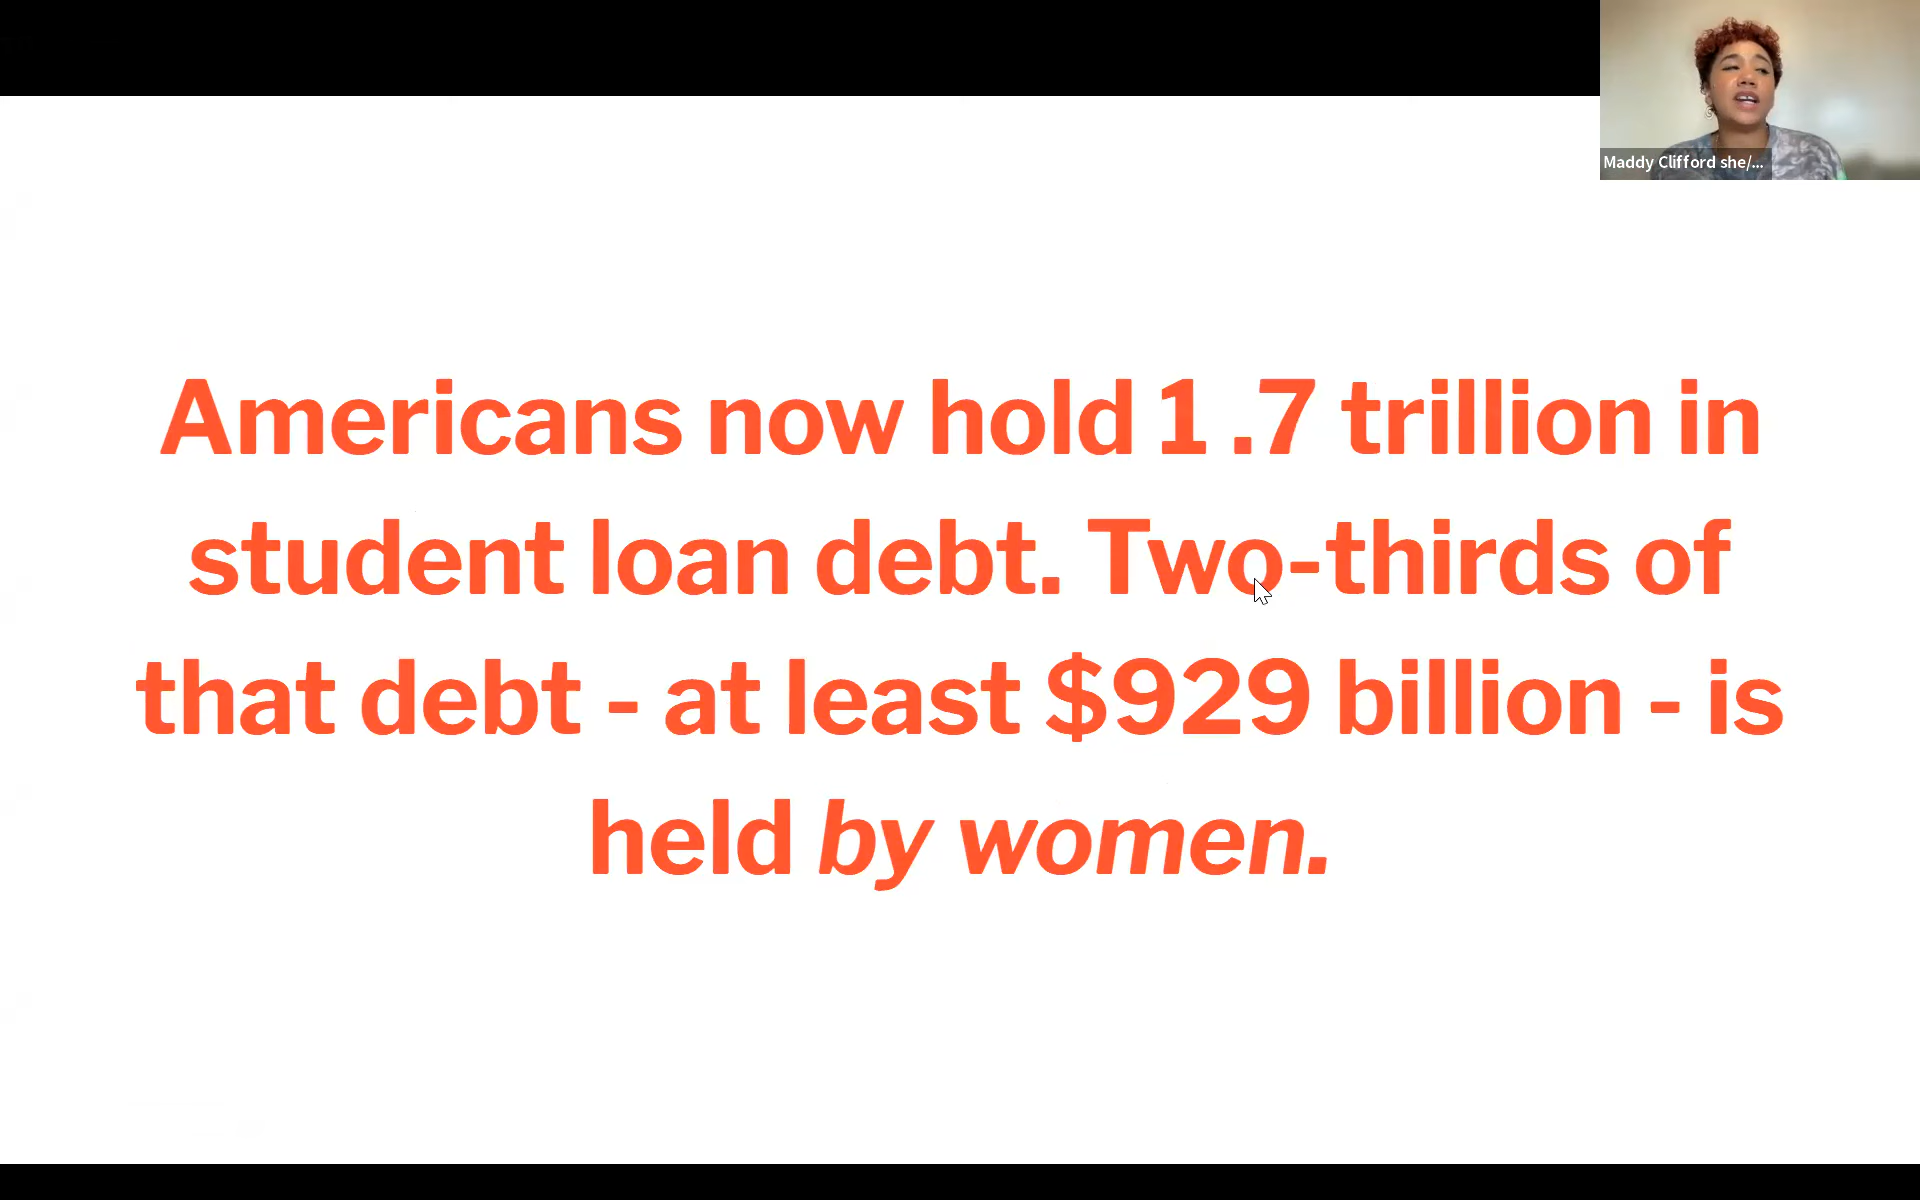 Maddy Clifford she/...
Americans now hold 1 .7 trillion in
student loan debt. Two-thirds of
that debt - at least $929 billion - is
held by women.